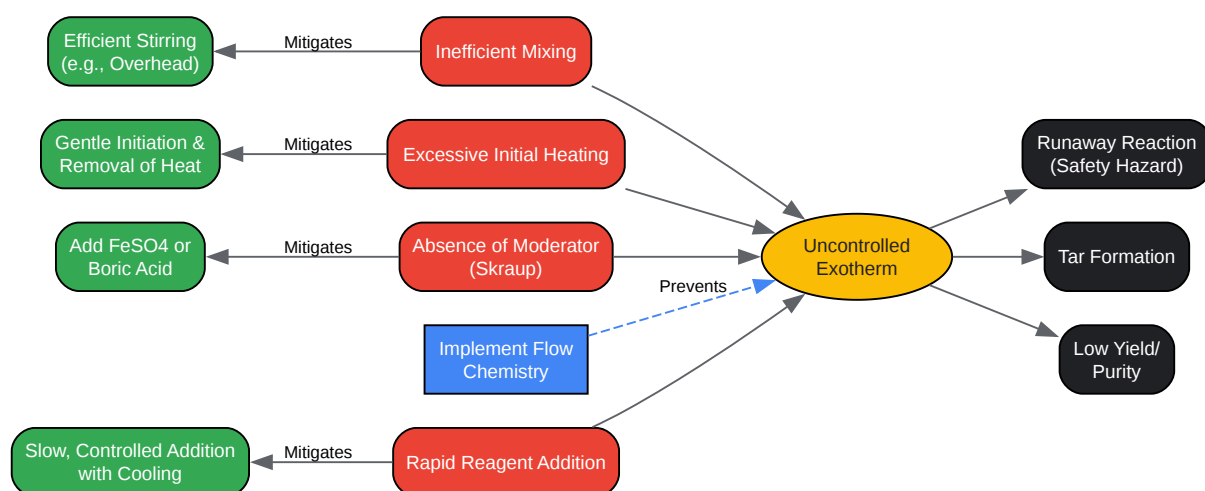 Efficient Stirring
(e.g., Overhead)
Mitigates
Inefficient Mixing
Gentle Initiation &
Removal of Heat
Mitigates
Excessive Initial Heating
Runaway Reaction
(Safety Hazard)
Add FeSO4 or
Boric Acid
Mitigates
Absence of Moderator
(Skraup)
Uncontrolled
Exotherm
Tar Formation
Prevents
Implement Flow
Chemistry
Low Yield/
Purity
Slow, Controlled Addition
with Cooling
Mitigates
Rapid Reagent Addition